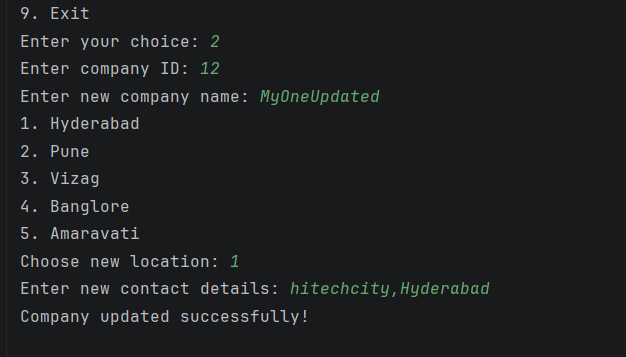 9. Exit
Enter your choice: 2
Enter company ID: 12
Enter new company name: MyOneUpdated
1. Hyderabad
2. Pune
3. Vizag
4. Banglore
5. Amaravati
Choose new location: 1
Enter new contact details: hitechcity,Hyderabad
Company updated successfully!